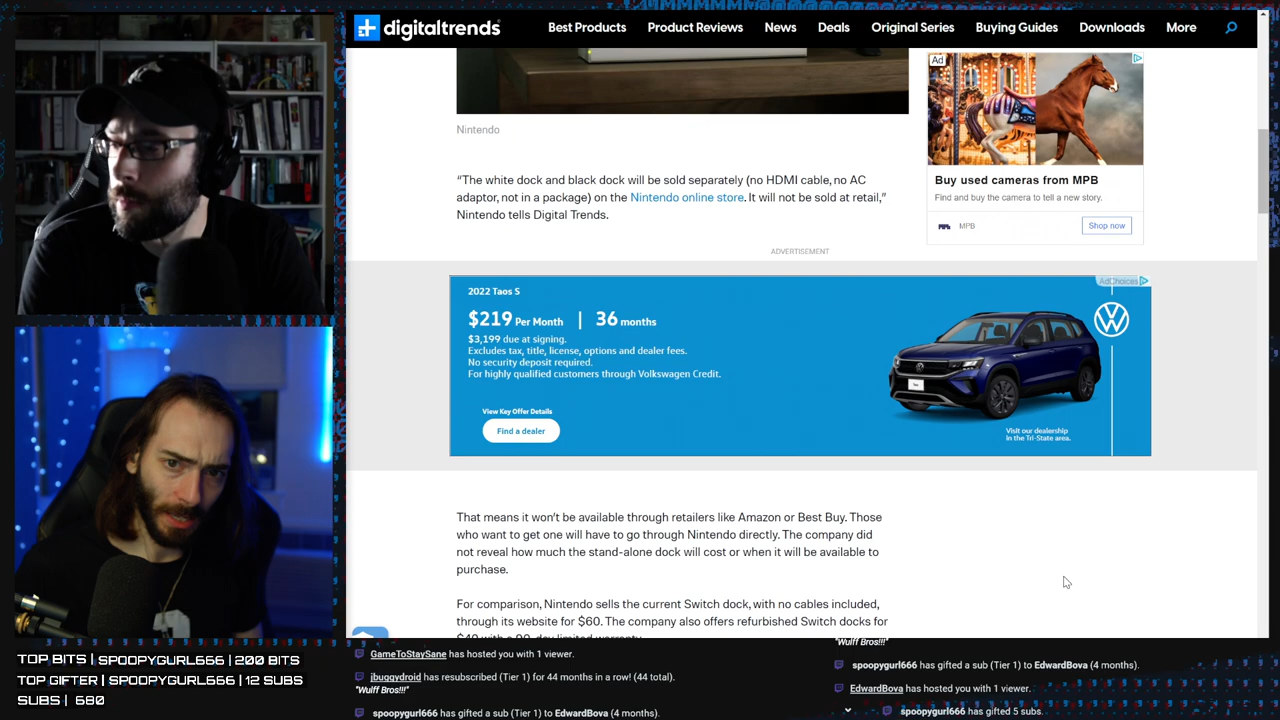 digitaltrends
Best Products
Product Reviews
News
Deals
Original Series
Buying Guides
Downloads
More
Nintendo
Ad
Buy used cameras from MPB
Find and buy the camera to tell a new story.
MPB
Shop now
“The white dock and black dock will be sold separately (no HDMI cable, no AC
adaptor, not in a package) on the Nintendo online store. It will not be sold at retail,”
Nintendo tells Digital Trends.
ADVERTISEMENT
AdChoices
2022 Taos S
$219 Per Month | 36 months
$3,199 due at signing.
Excludes tax, title, license, options and dealer fees.
No security deposit required.
For highly qualified customers through Volkswagen Credit.
View Key Offer Details
Find a dealer
Visit our dealership
in the Tri-State area.
That means it won’t be available through retailers like Amazon or Best Buy. Those
who want to get one will have to go through Nintendo directly. The company did
not reveal how much the stand-alone dock will cost or when it will be available to
purchase.
For comparison, Nintendo sells the current Switch dock, with no cables included,
through its website for $60. The company also offers refurbished Switch docks for
$40 with a 90-day limited warranty.
TOP BITS | SPOOPYGURL666 | 200 BITS
TOP GIFTER | SPOOPYGURL666 | 12 SUBS
SUBS | 680
GameToStaySane has hosted you with 1 viewer.
jbuggydroid has resubscribed (Tier 1) for 44 months in a row! (44 total).
"Wulff Bros!!!"
spoopygurl666 has gifted a sub (Tier 1) to EdwardBova (4 months).
"Wulff Bros!!!"
spoopygurl666 has gifted a sub (Tier 1) to EdwardBova (4 months).
EdwardBova has hosted you with 1 viewer.
spoopygurl666 has gifted 5 subs.